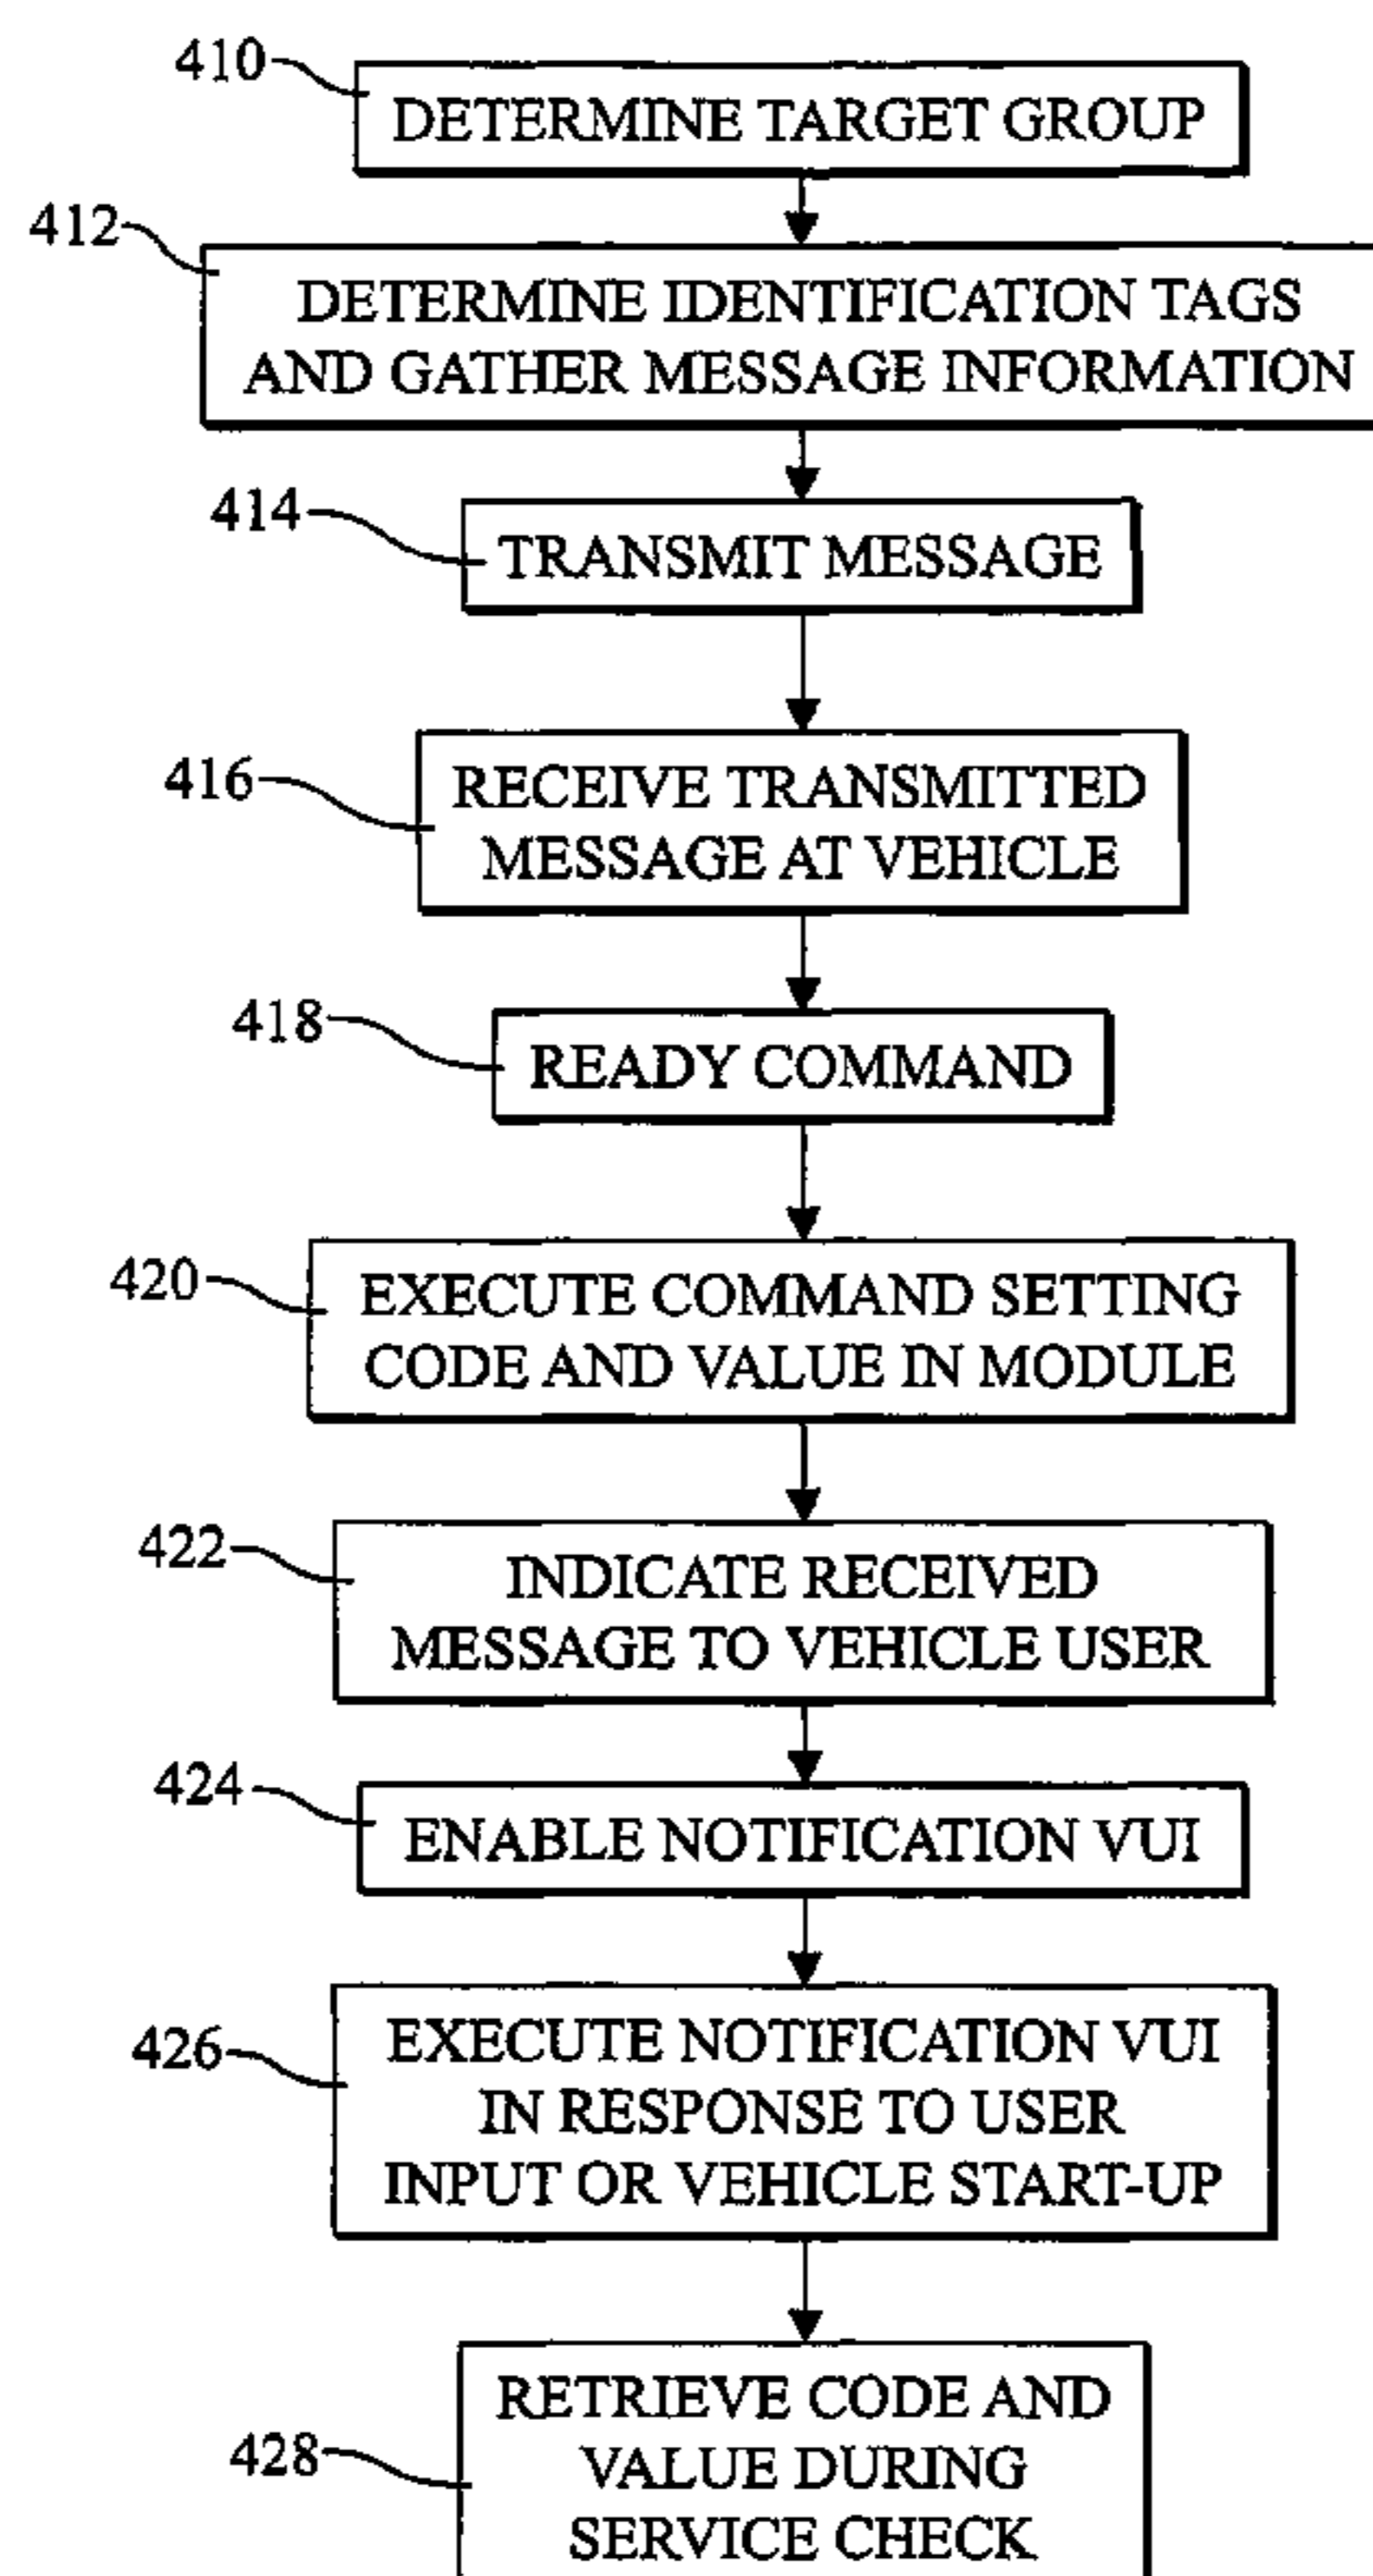 410
DETERMINE TARGET GROUP
412
DETERMINE IDENTIFICATION TAGS
AND GATHER MESSAGE INFORMATION
414
TRANSMIT MESSAGE
416
RECEIVE TRANSMITTED
MESSAGE AT VEHICLE
418
READY COMMAND
420
EXECUTE COMMAND SETTING
CODE AND VALUE IN MODULE
422
INDICATE RECEIVED
MESSAGE TO VEHICLE USER
424
ENABLE NOTIFICATION VUI
426
EXECUTE NOTIFICATION VUI
IN RESPONSE TO USER
INPUT OR VEHICLE START-UP
428
RETRIEVE CODE AND
VALUE DURING
SERVICE CHECK